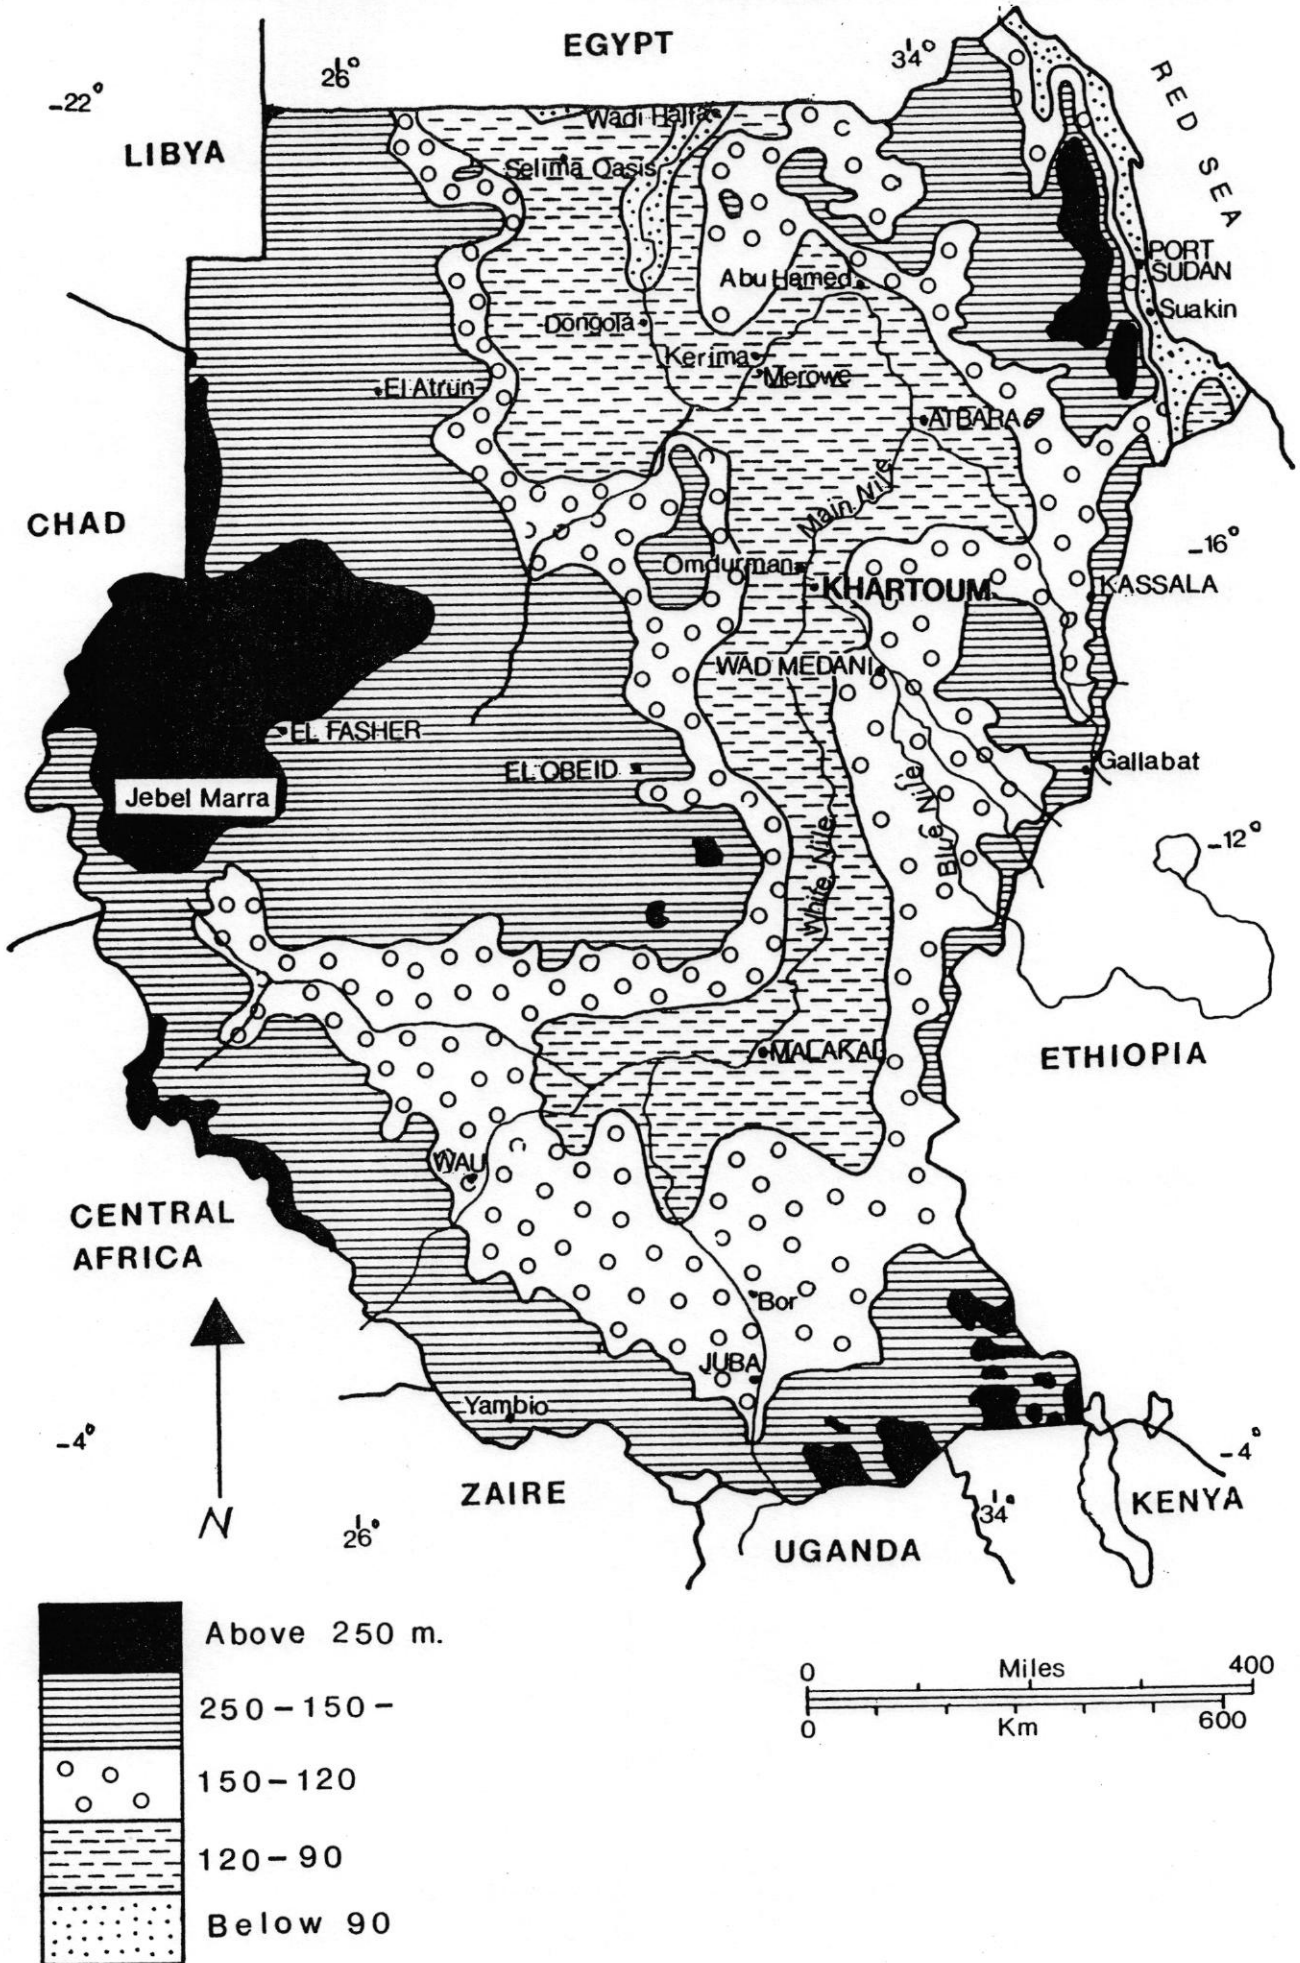 EGYPT
26°
34°
-22°
RED SEA
LIBYA
Wadi Halfa
Selima Oasis
PORT
SUDAN
Abu Hamed
Suakin
Dongola
Kerima
Merowe
El Atrun
ATBARA
Main Nile
CHAD
-16°
Omdurman
KHARTOUM
KASSALA
WAD MEDANI
EL FASHER
Gallabat
EL OBEID
Jebel Marra
Blue Nile
-12°
White Nile
MALAKAL
ETHIOPIA
WAU
CENTRAL
AFRICA
Bor
JUBA
Yambio
-4°
-4°
ZAIRE
34°
KENYA
N
26°
UGANDA
Above 250 m.
250-150-
150-120
120-90
Below 90
0 Miles 400
0 Km 600